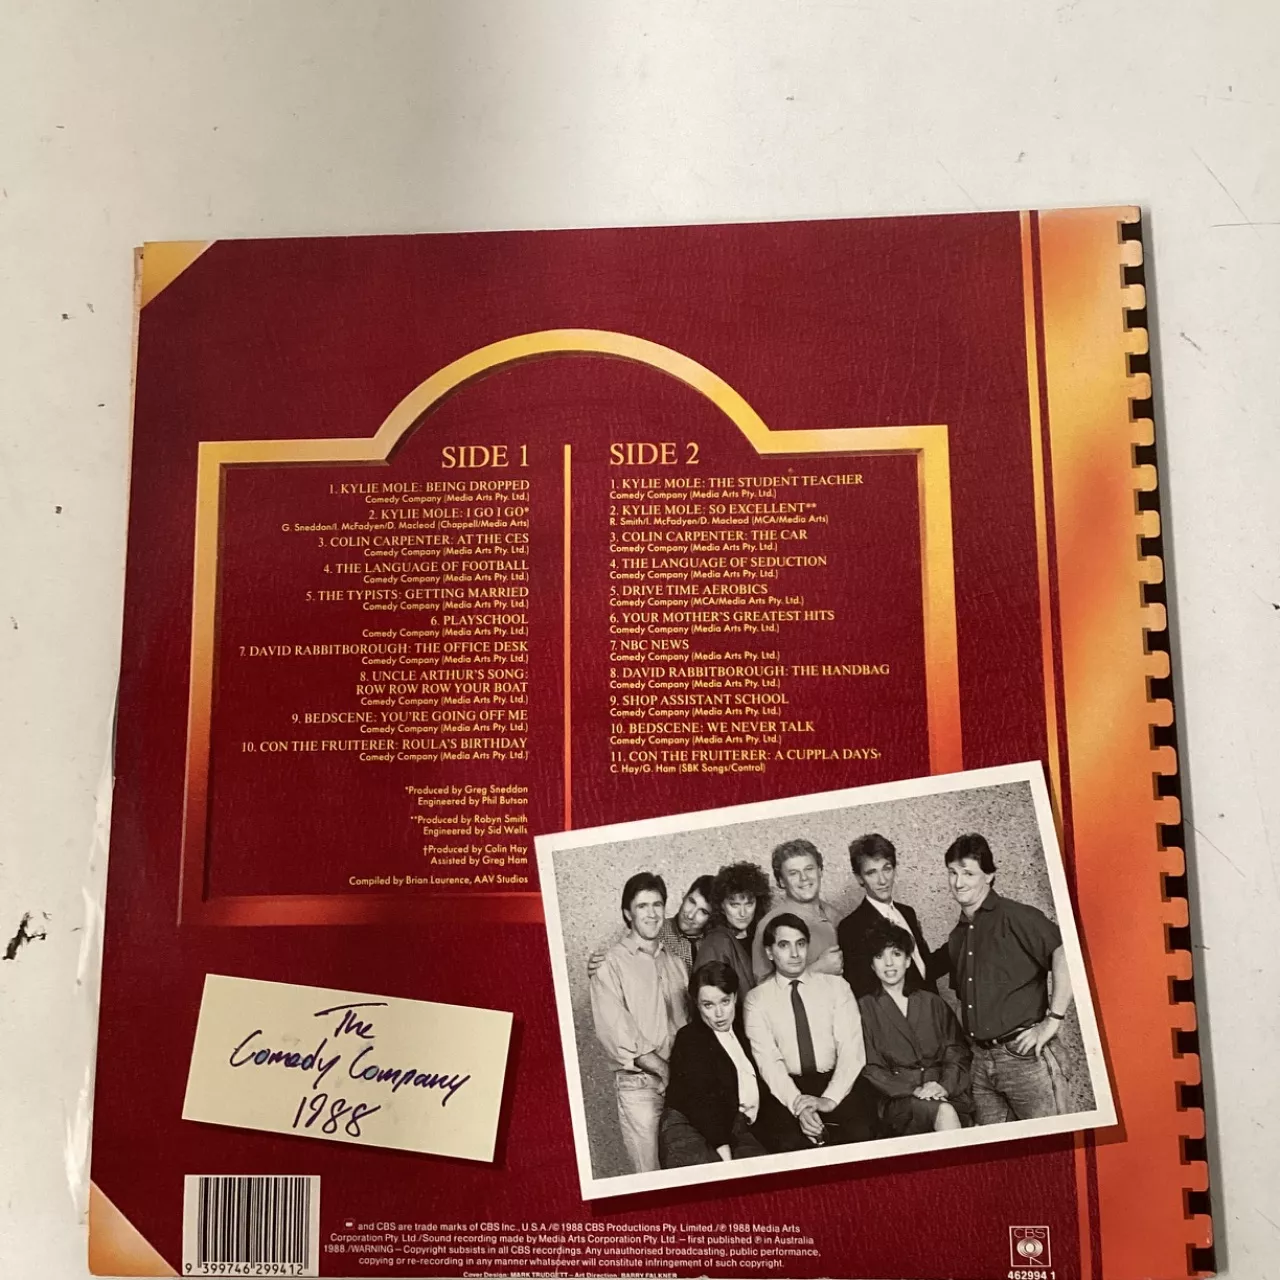 SIDE 1
1. KYLIE MOLE: BEING DROPPED
Comedy Company (Media Arts Pty. Ltd.)
2. KYLIE MOLE: I GO I GO*
G. Sneddon/I. McFadyen/D. Macleod (Chappell/Media Arts)
3. COLIN CARPENTER: AT THE CES
Comedy Company (Media Arts Pty. Ltd.)
4. THE LANGUAGE OF FOOTBALL
Comedy Company (Media Arts Pty. Ltd.)
5. THE TYPISTS: GETTING MARRIED
Comedy Company (Media Arts Pty. Ltd.)
6. PLAYSCHOOL
Comedy Company (Media Arts Pty. Ltd.)
7. DAVID RABBITBOROUGH: THE OFFICE DESK
Comedy Company (Media Arts Pty. Ltd.)
8. UNCLE ARTHUR'S SONG:
ROW ROW ROW YOUR BOAT
Comedy Company (Media Arts Pty. Ltd.)
9. BEDSCENE: YOU'RE GOING OFF ME
Comedy Company (Media Arts Pty. Ltd.)
10. CON THE FRUITERER: ROULA'S BIRTHDAY
Comedy Company (Media Arts Pty. Ltd.)
*Produced by Greg Sneddon
Engineered by Phil Butson
**Produced by Robyn Smith
Engineered by Sid Wells
†Produced by Colin Hay
Assisted by Greg Ham
Compiled by Brian Laurence, AAV Studios
SIDE 2
1. KYLIE MOLE: THE STUDENT TEACHER
Comedy Company (Media Arts Pty. Ltd.)
2. KYLIE MOLE: SO EXCELLENT**
R. Smith/I. McFadyen/D. Macleod (MCA/Media Arts)
3. COLIN CARPENTER: THE CAR
Comedy Company (Media Arts Pty. Ltd.)
4. THE LANGUAGE OF SEDUCTION
Comedy Company (Media Arts Pty. Ltd.)
5. DRIVE TIME AEROBICS
Comedy Company (MCA/Media Arts Pty. Ltd.)
6. YOUR MOTHER'S GREATEST HITS
Comedy Company (Media Arts Pty. Ltd.)
7. NBC NEWS
Comedy Company (Media Arts Pty. Ltd.)
8. DAVID RABBITBOROUGH: THE HANDBAG
Comedy Company (Media Arts Pty. Ltd.)
9. SHOP ASSISTANT SCHOOL
Comedy Company (Media Arts Pty. Ltd.)
10. BEDSCENE: WE NEVER TALK
Comedy Company (Media Arts Pty. Ltd.)
11. CON THE FRUITERER: A CUPPLA DAYS†
C. Hay/G. Ham (SBK Songs/Control)
The
Comedy Company
1988
9 399746 299412
and CBS are trade marks of CBS Inc., U.S.A./© 1988 CBS Productions Pty. Limited./℗ 1988 Media Arts
Corporation Pty. Ltd./Sound recording made by Media Arts Corporation Pty. Ltd. – first published ℗ in Australia
1988./WARNING – Copyright subsists in all CBS recordings. Any unauthorised broadcasting, public performance,
copying or re-recording in any manner whatsoever will constitute infringement of such copyright.
Cover Design: MARK TRUDGETT – Art Direction: BARRY FALKNER
CBS
462994 1